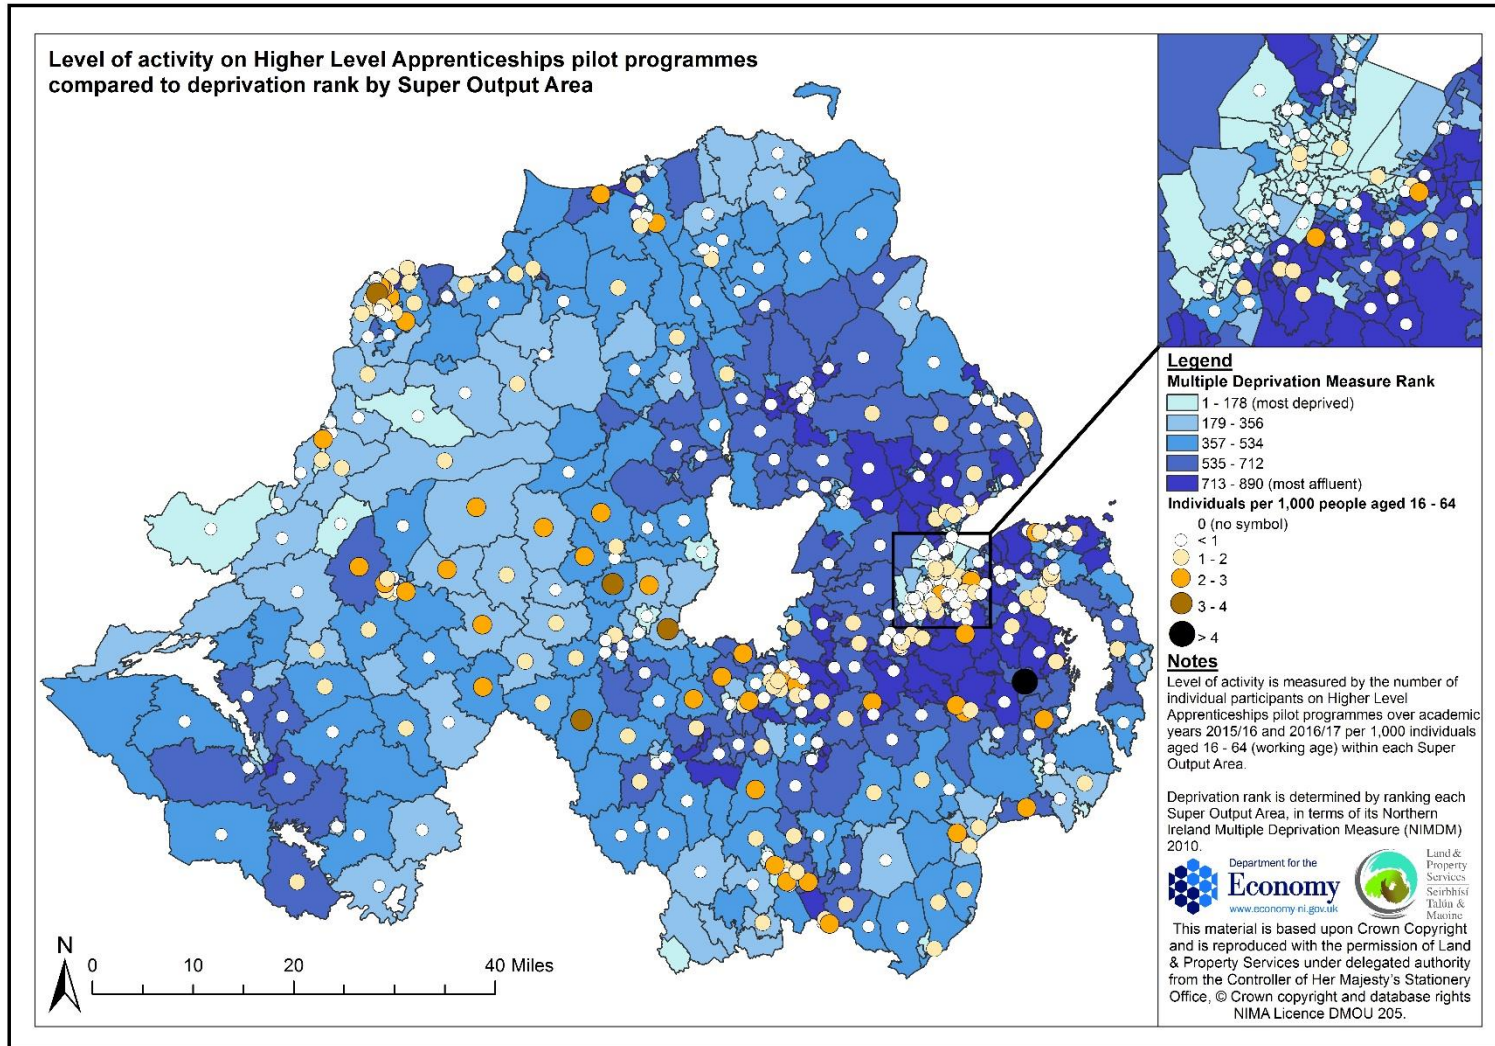 Level of activity on Higher Level Apprenticeships pilot programmes
compared to deprivation rank by Super Output Area
Legend
Multiple Deprivation Measure Rank
1 - 178 (most deprived)
179 - 356
357 - 534
535 - 712
713 - 890 (most affluent)
Individuals per 1,000 people aged 16 - 64
0 (no symbol)
< 1
1 - 2
2 - 3
3 - 4
> 4
Notes
Level of activity is measured by the number of
individual participants on Higher Level
Apprenticeships pilot programmes over academic
years 2015/16 and 2016/17 per 1,000 individuals
aged 16 - 64 (working age) within each Super
Output Area.
Deprivation rank is determined by ranking each
Super Output Area, in terms of its Northern
Ireland Multiple Deprivation Measure (NIMDM)
2010.
Department for the
Economy
www.economy-ni.gov.uk
Land &
Property
Services
Seirbhísí
Talún &
Maoine
This material is based upon Crown Copyright
and is reproduced with the permission of Land
& Property Services under delegated authority
from the Controller of Her Majesty's Stationery
Office, © Crown copyright and database rights
NIMA Licence DMOU 205.
N
0 10 20 40 Miles